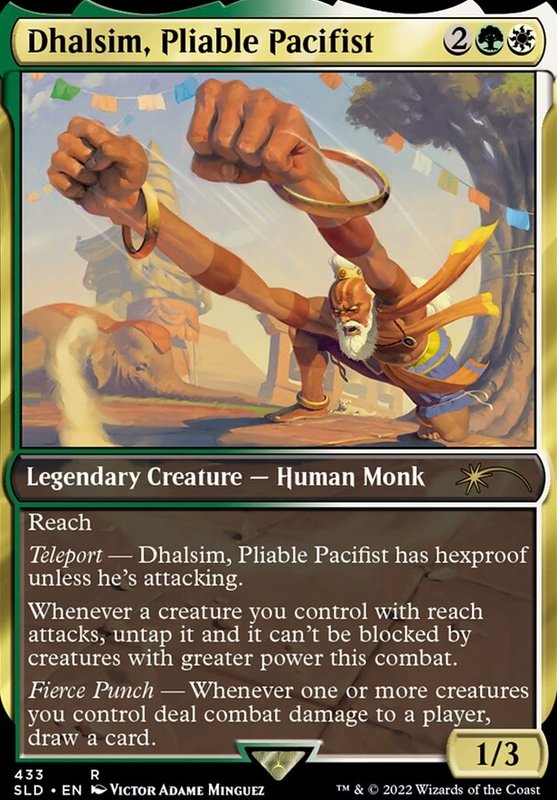 Dhalsim, Pliable Pacifist 2
Legendary Creature — Human Monk
Reach
Teleport — Dhalsim, Pliable Pacifist has hexproof
unless he's attacking.
Whenever a creature you control with reach
attacks, untap it and it can't be blocked by
creatures with greater power this combat.
Fierce Punch — Whenever one or more creatures
you control deal combat damage to a player,
draw a card.
1/3
433 R
SLD • EN Victor Adame Minguez
™ & © 2022 Wizards of the Coast